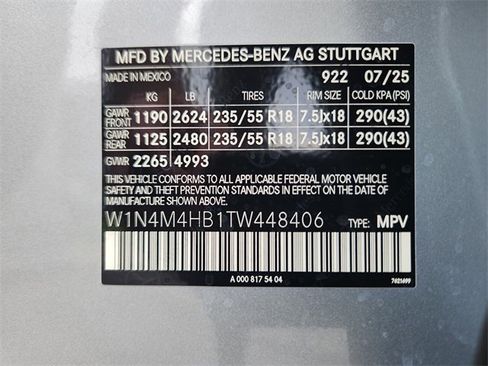 MFD BY MERCEDES-BENZ AG STUTTGART
MADE IN MEXICO 922 07/25
KG LB TIRES RIM SIZE COLD KPA(PSI)
GAWR FRONT 1190 2624 235/55 R18 7.5Jx18 290(43)
GAWR REAR 1125 2480 235/55 R18 7.5Jx18 290(43)
GVWR 2265 4993
THIS VEHICLE CONFORMS TO ALL APPLICABLE FEDERAL MOTOR VEHICLE
SAFETY AND THEFT PREVENTION STANDARDS IN EFFECT ON THE DATE
OF MANUFACTURE SHOWN ABOVE.
W1N4M4HB1TW448406 TYPE: MPV
A 000 817 54 04